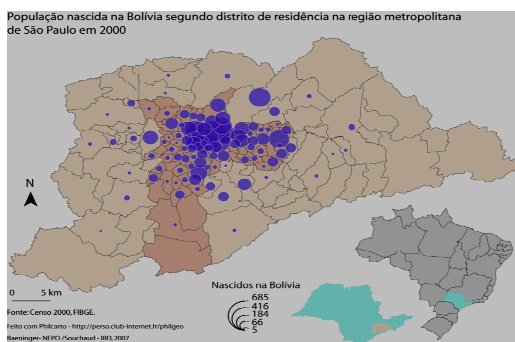 População nascida na Bolívia segundo distrito de residência na região metropolitana
de São Paulo em 2000
N
0 5 km
Fonte: Censo 2000, FIBGE.
Feito com Philcarto - http://perso.club-internet.fr/philgeo
Baeninger- NEPO /Souchaud - IRD, 2007
Nascidos na Bolívia
685
416
184
66
5